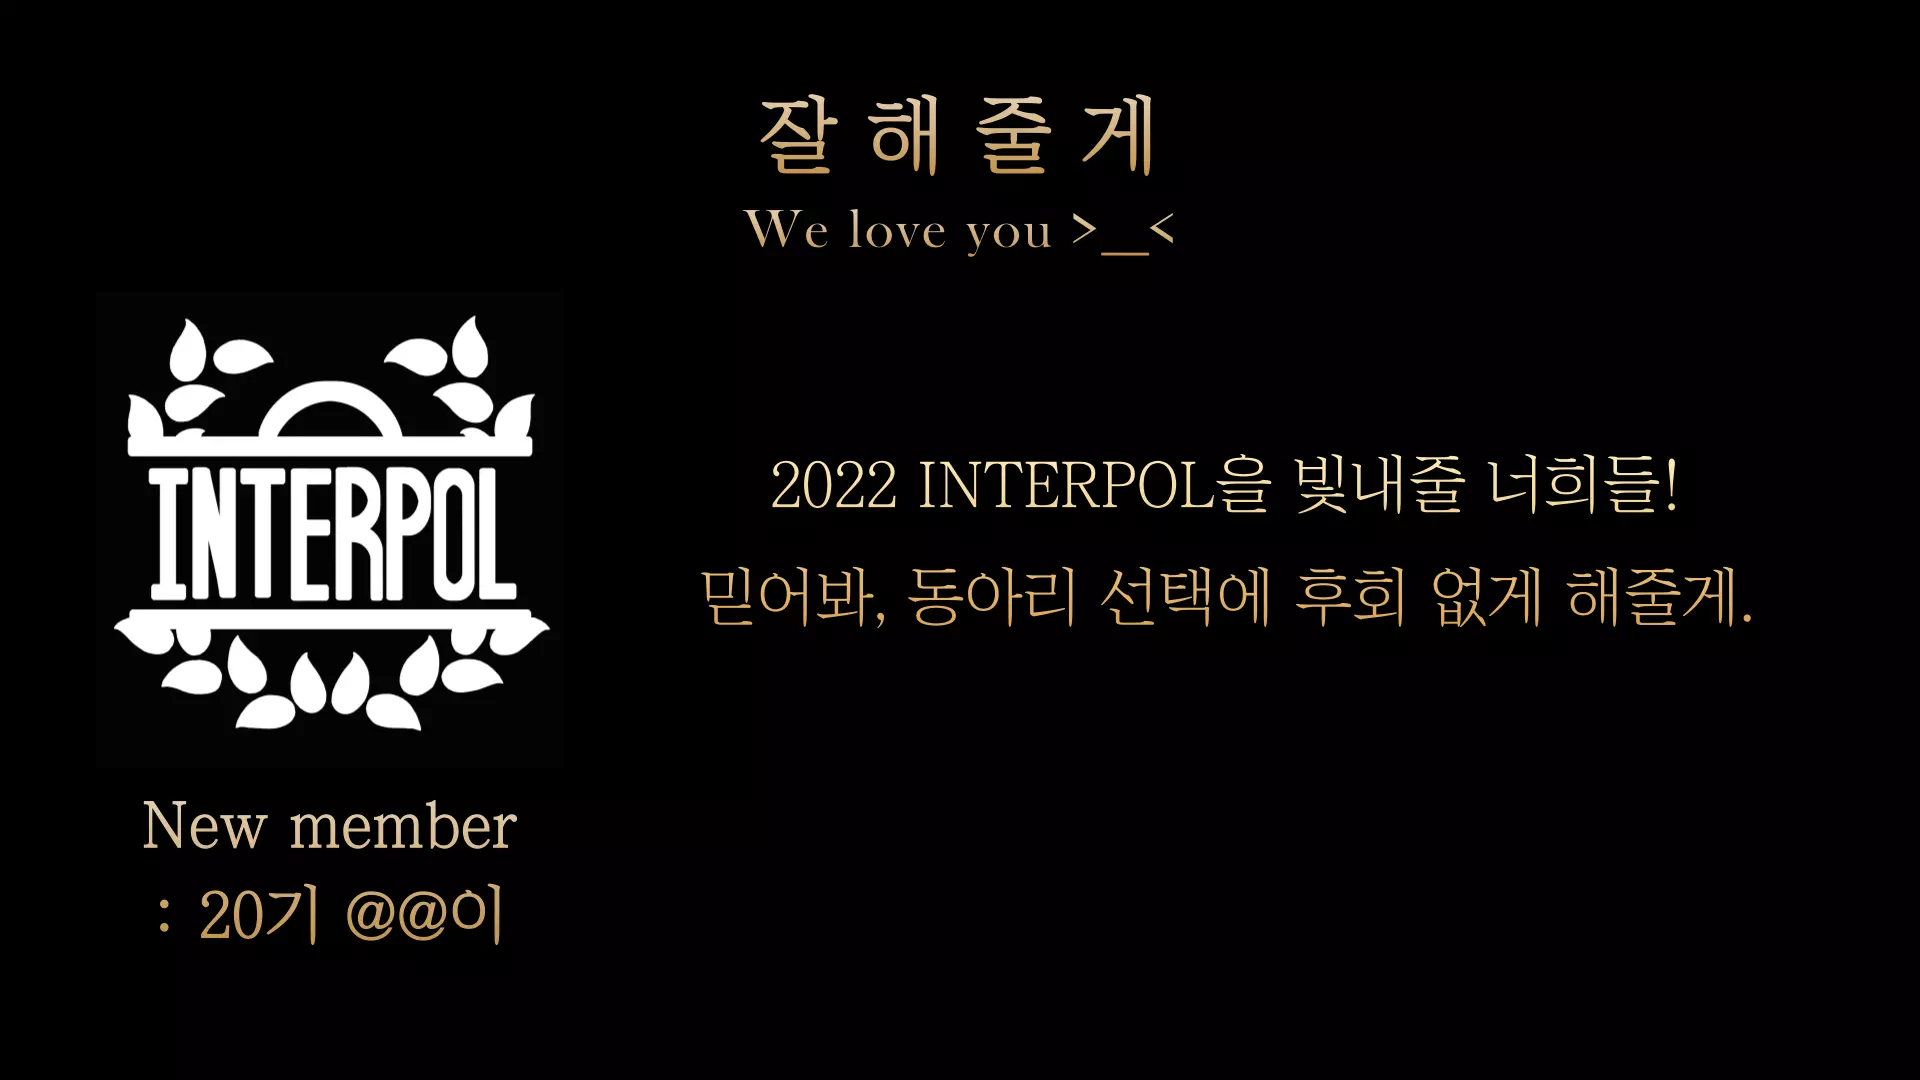 잘 해 줄 게
We love you >__<
INTERPOL
2022 INTERPOL을 빛내줄 너희들!
믿어봐, 동아리 선택에 후회 없게 해줄게.
New member
: 20기 @@이